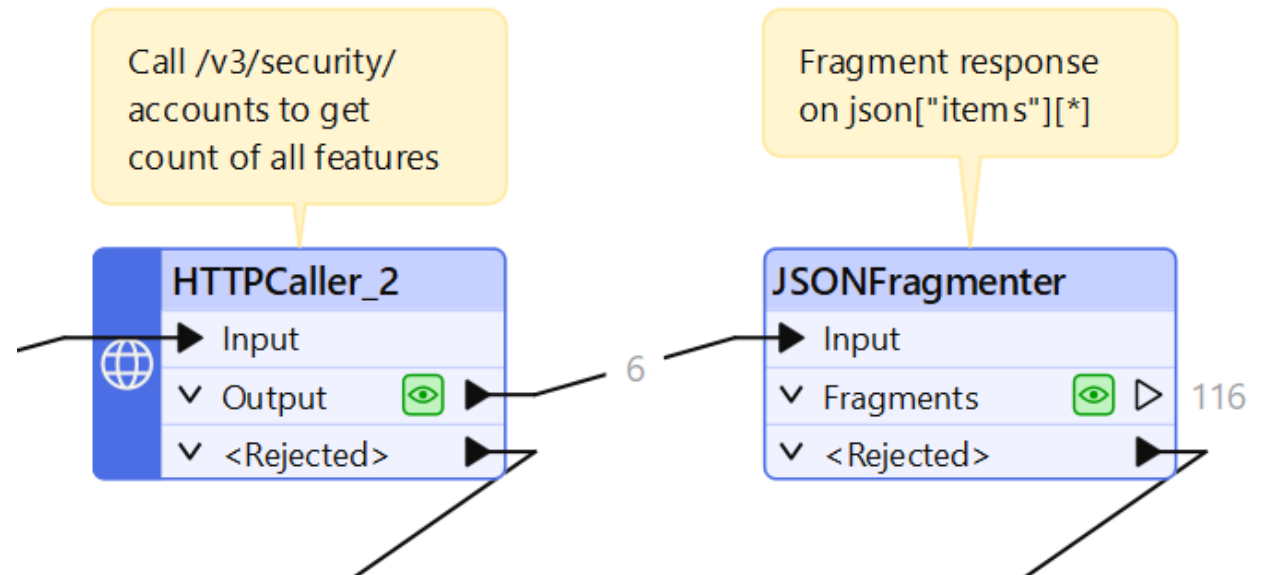 Call /v3/security/
accounts to get
count of all features
Fragment response
on json["items"][*]
HTTPCaller_2
Input
Output
6
<Rejected>
JSONFragmenter
Input
Fragments
116
<Rejected>